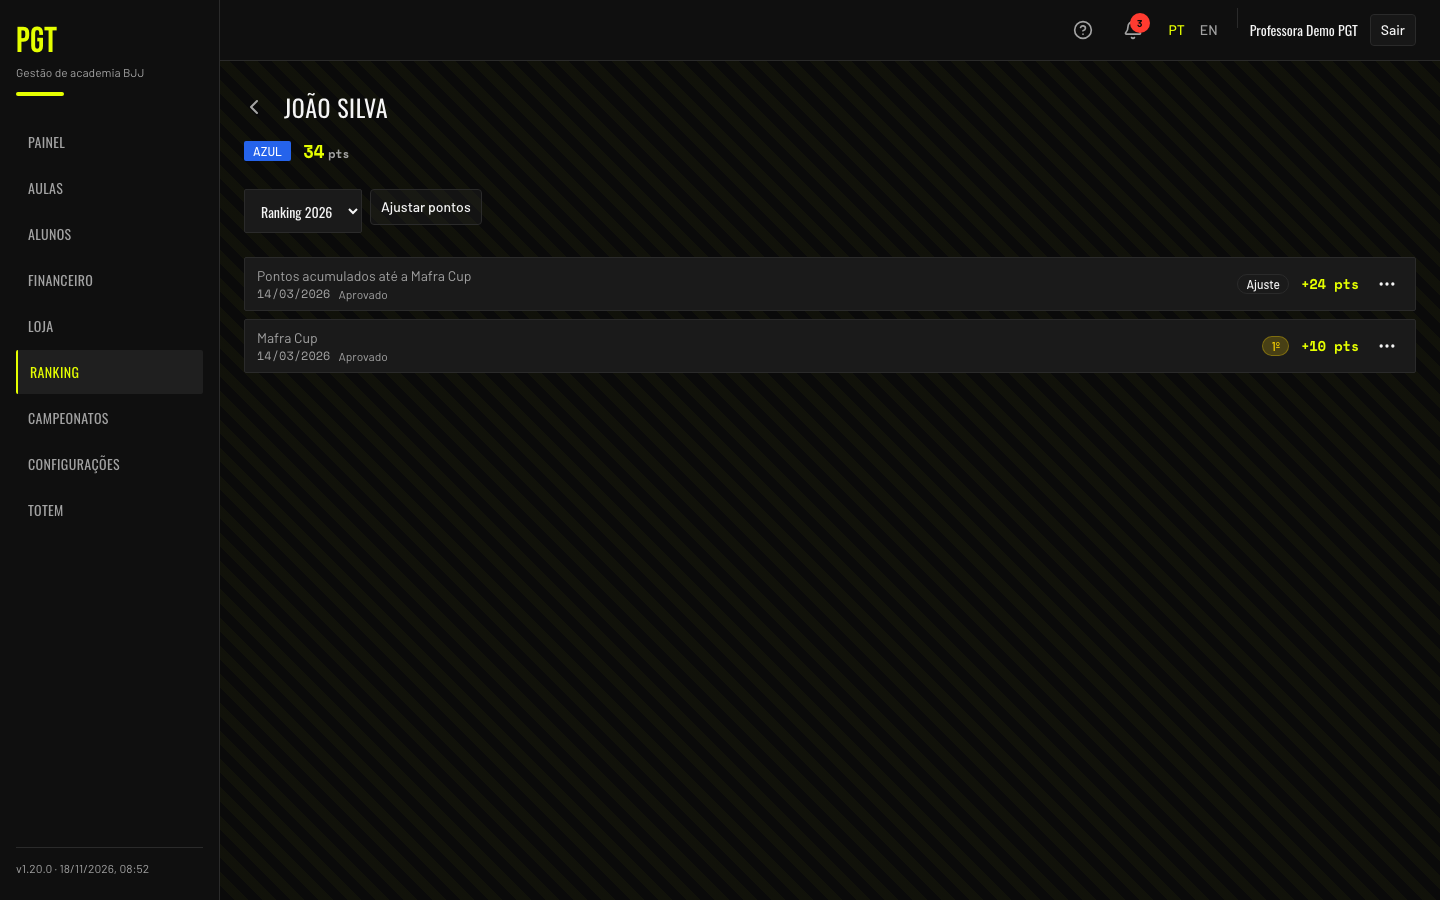 PGT
Gestão de academia BJJ
PAINEL
AULAS
ALUNOS
FINANCEIRO
LOJA
RANKING
CAMPEONATOS
CONFIGURAÇÕES
TOTEM
v1.20.0 · 18/11/2026, 08:52
3
PT EN
Professora Demo PGT
Sair
JOÃO SILVA
AZUL 34 pts
Ranking 2026
Ajustar pontos
Pontos acumulados até a Mafra Cup
14/03/2026 Aprovado
Ajuste +24 pts
Mafra Cup
14/03/2026 Aprovado
1º +10 pts